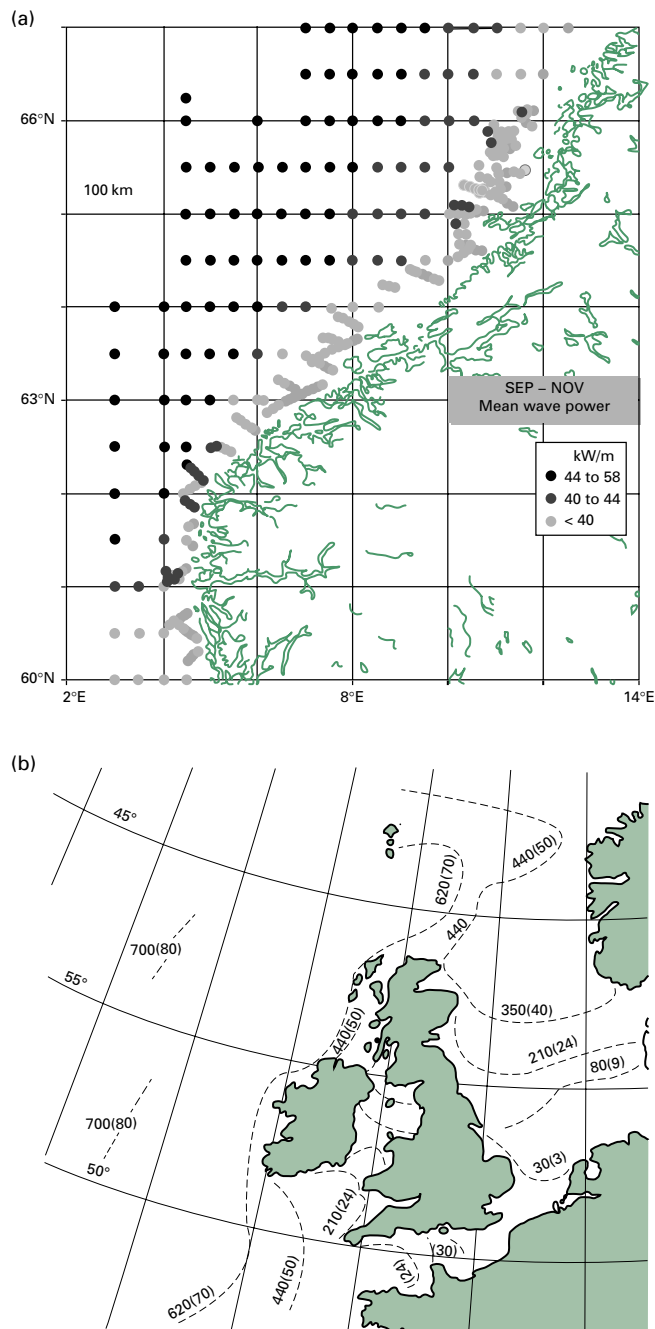 (a)
66°N
100 km
63°N
SEP – NOV
Mean wave power
kW/m
44 to 58
40 to 44
< 40
60°N
2°E
8°E
14°E
(b)
45°
440(50)
620(70)
440
700(80)
55°
350(40)
440(50)
210(24)
80(9)
700(80)
50°
30(3)
210(24)
(30)
(24)
440(50)
620(70)